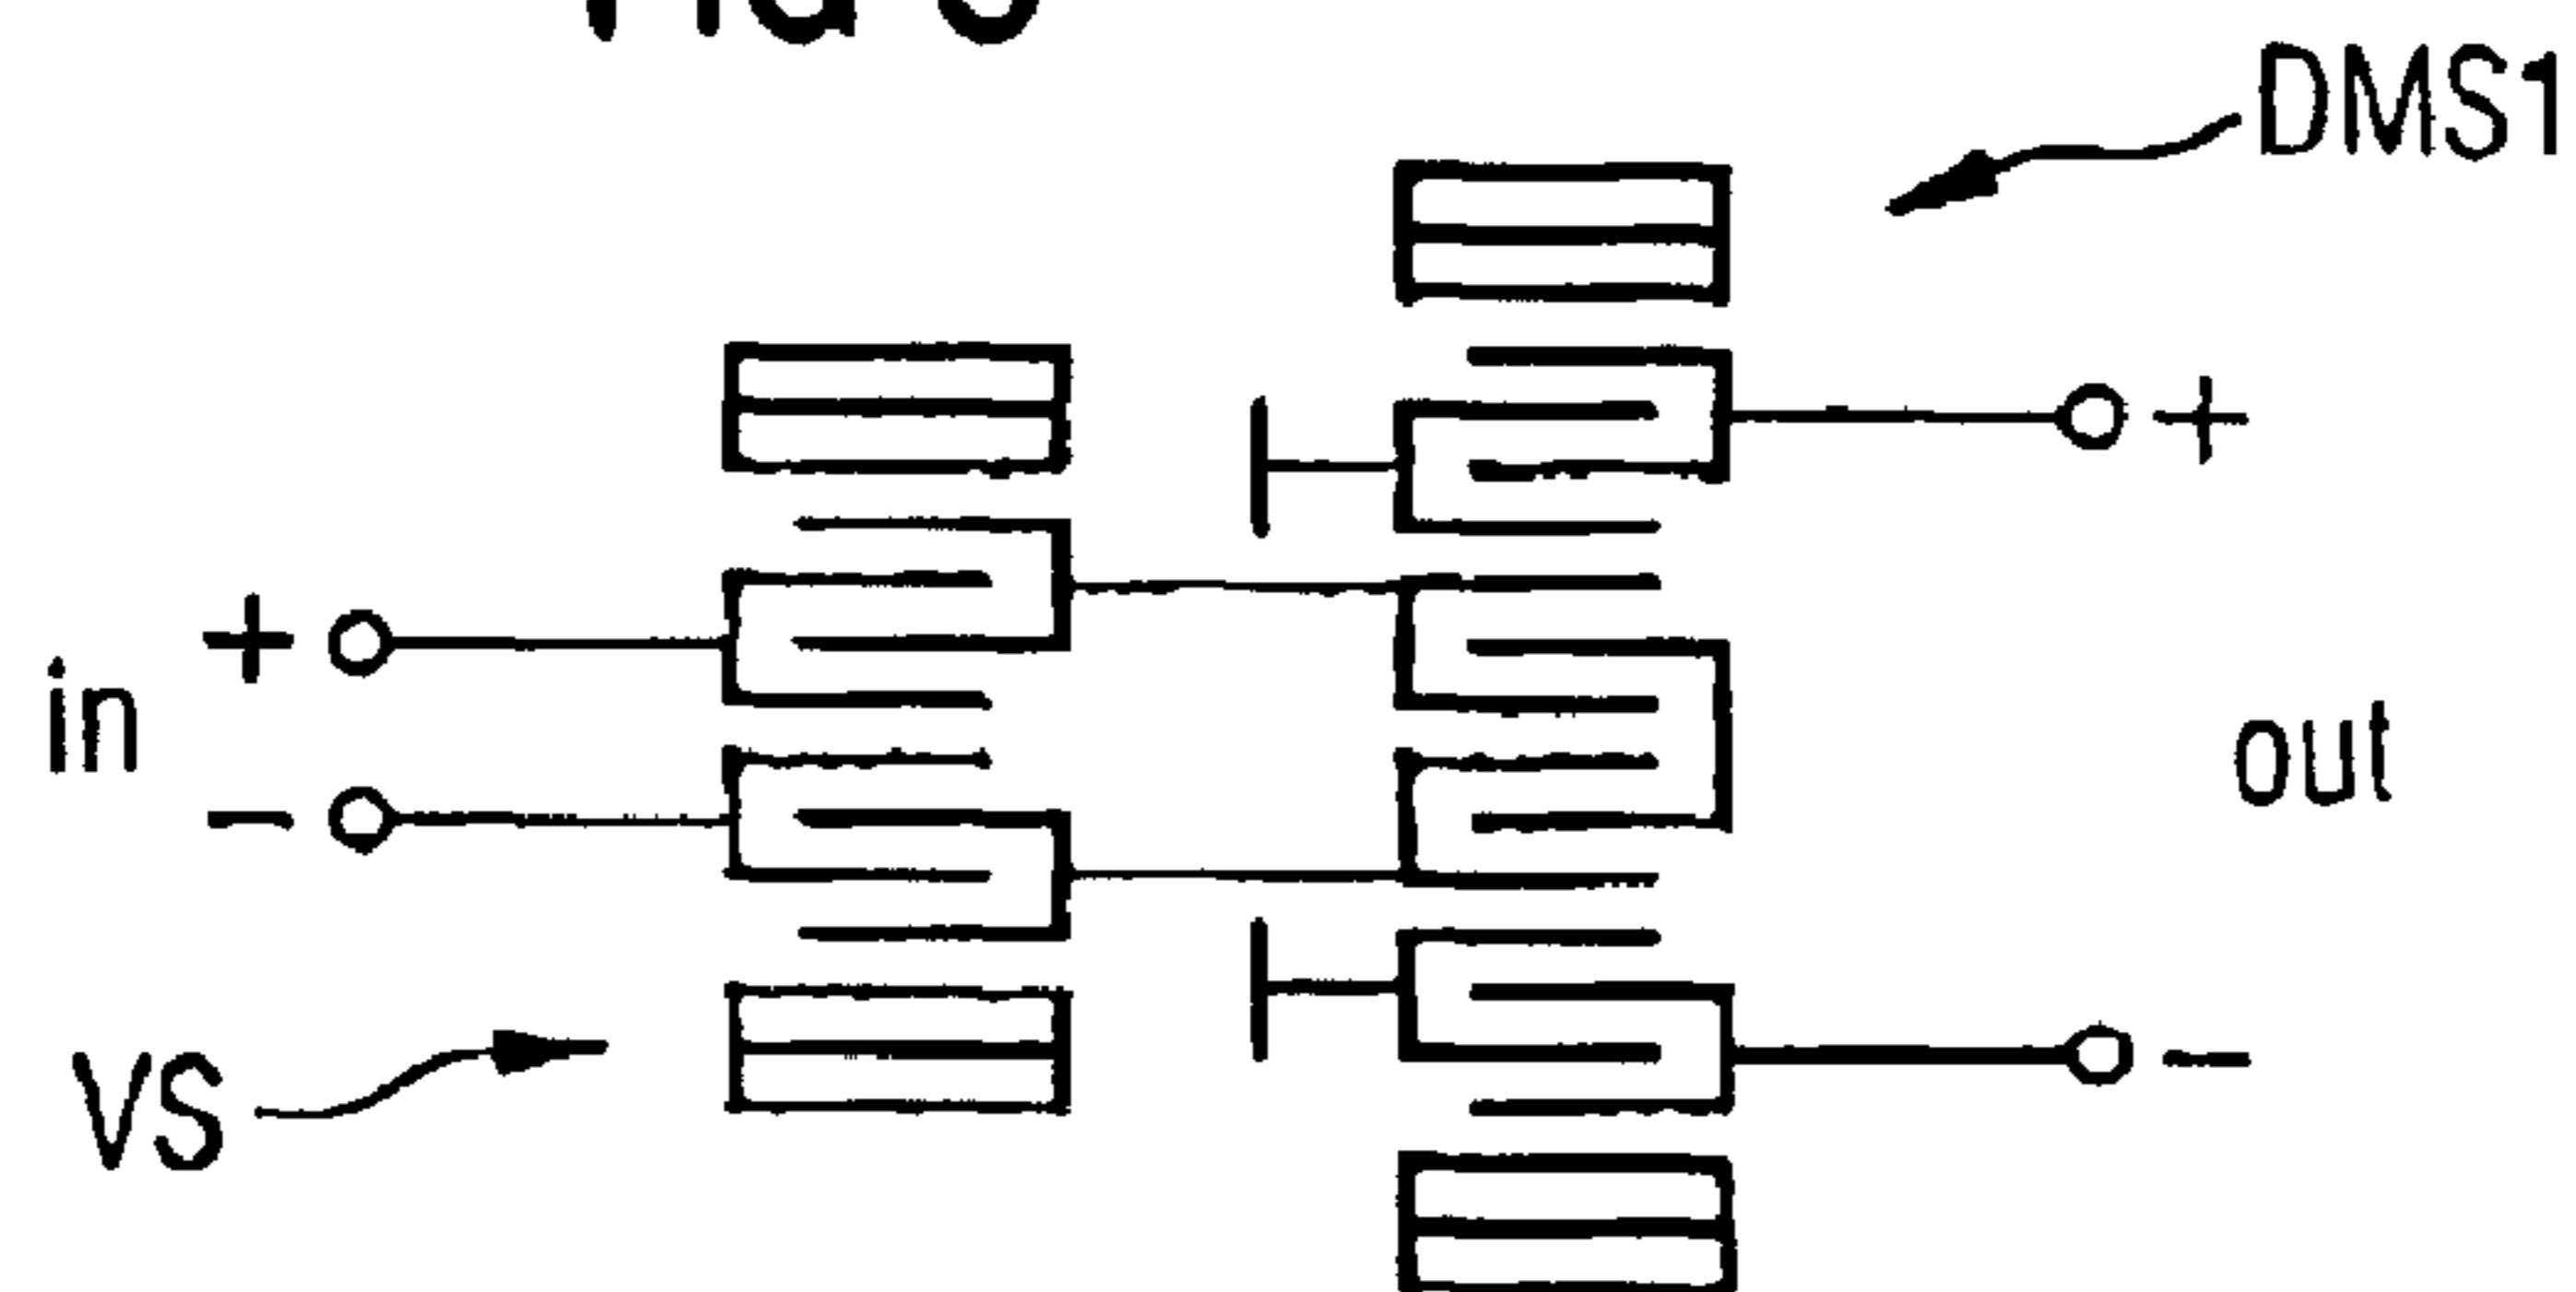 DMS1
+
in +
-
out
-
VS